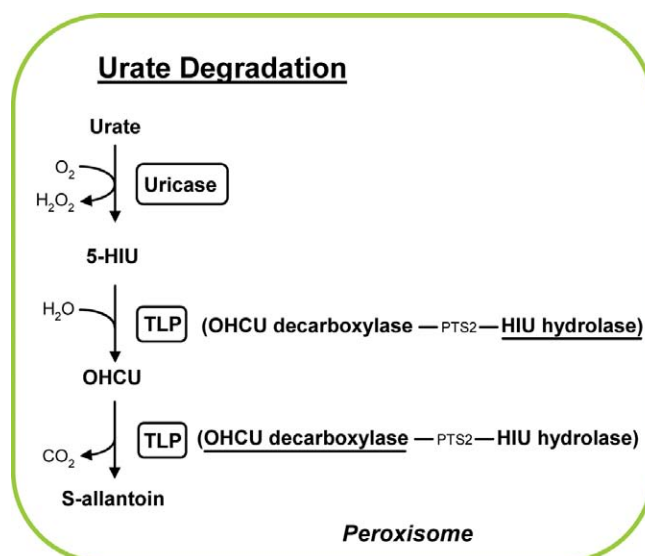 Urate Degradation
Urate
O2
Uricase
H2O2
5-HIU
H2O
TLP (OHCU decarboxylase — PTS2 — HIU hydrolase)
OHCU
TLP (OHCU decarboxylase — PTS2 — HIU hydrolase)
CO2
S-allantoin
Peroxisome